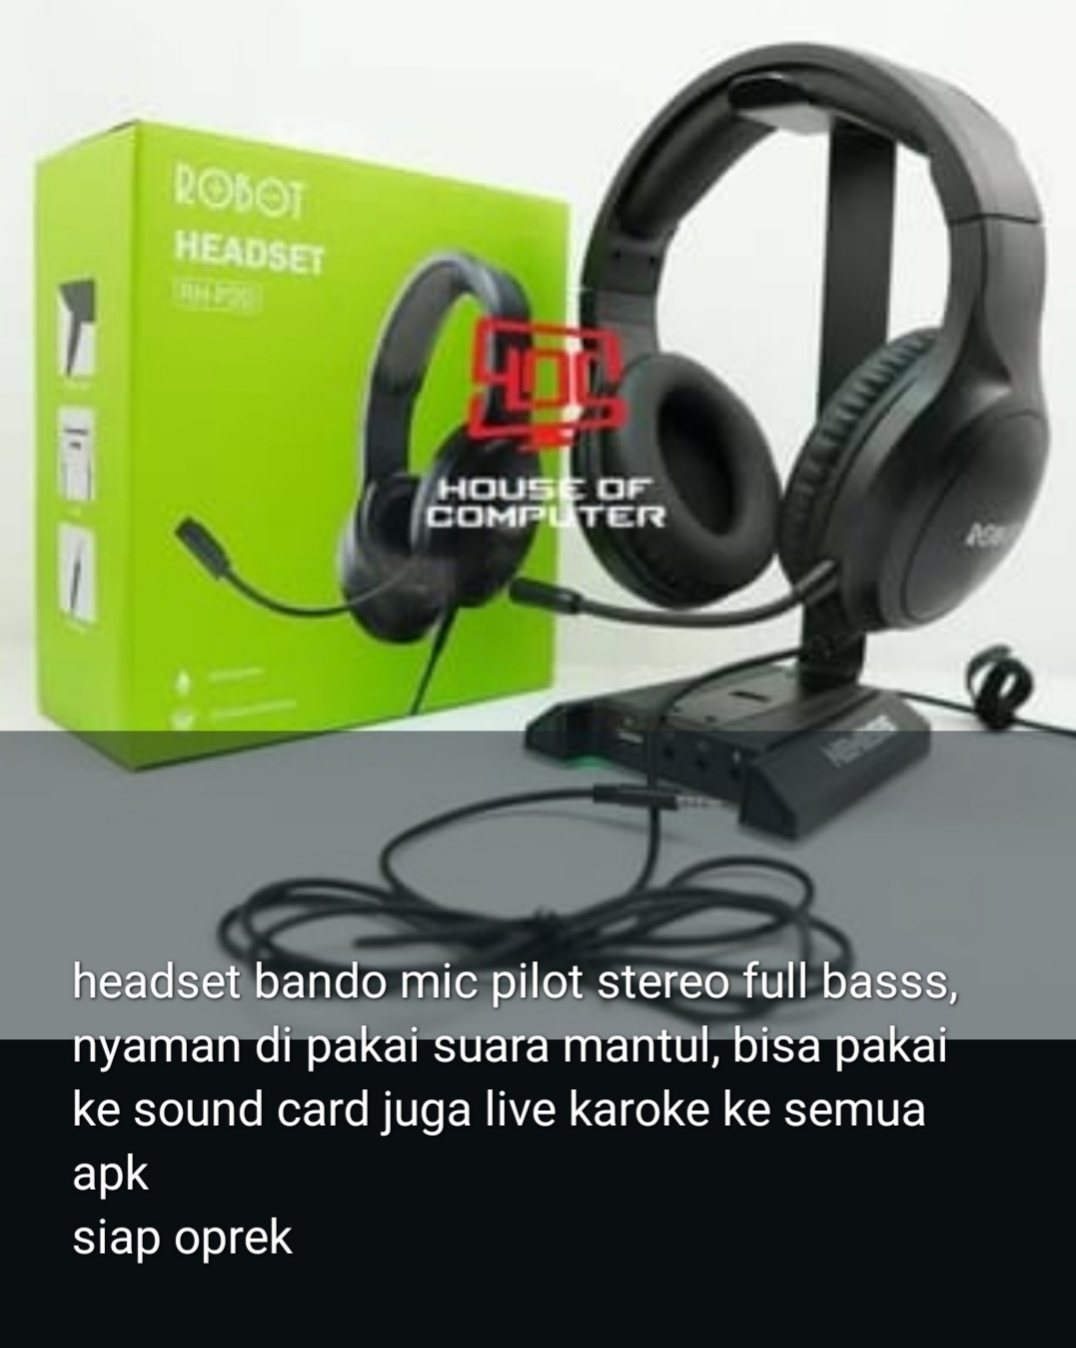 ROBOT
HEADSET
HOUSE OF
COMPUTER
headset bando mic pilot stereo full basss,
nyaman di pakai suara mantul, bisa pakai
ke sound card juga live karoke ke semua
apk
siap oprek